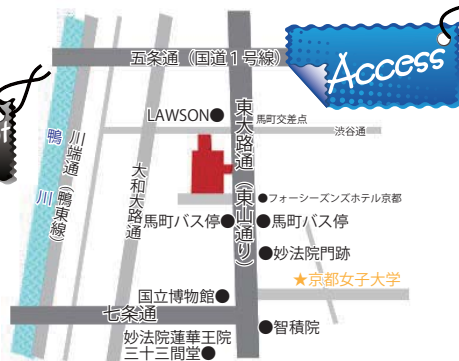 五条通（国道１号線）
Access
LAWSON
馬町交差点
渋谷通
東大路通（東山通り）
川端通（鴨東線）
鴨川
大和大路通
フォーシーズンズホテル京都
馬町バス停
馬町バス停
妙法院門跡
★京都女子大学
国立博物館
七条通
智積院
妙法院蓮華王院
三十三間堂